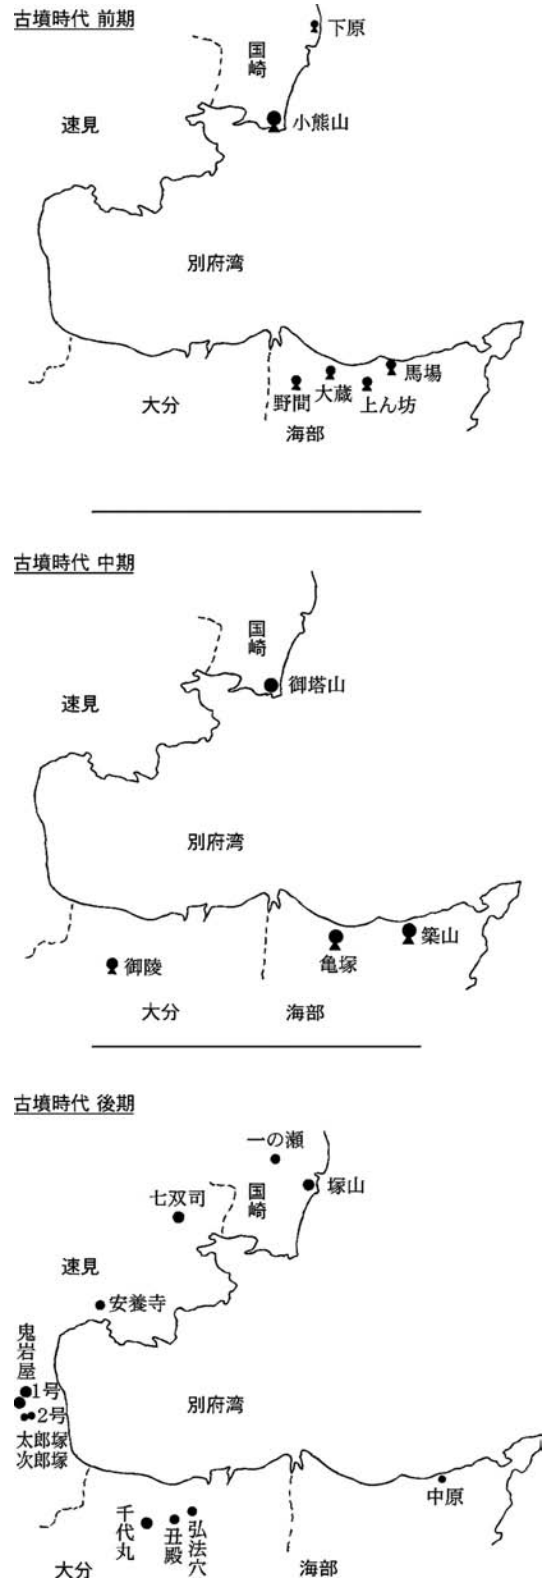 古墳時代 前期
下原
国崎
小熊山
速見
別府湾
馬場
大蔵
野間
上ん坊
大分
海部
古墳時代 中期
国崎
御塔山
速見
別府湾
築山
亀塚
御陵
大分
海部
古墳時代 後期
一の瀬
塚山
七双司
国崎
速見
安養寺
鬼岩屋
1号
2号
太郎塚
次郎塚
別府湾
中原
千代丸
丑殿
弘法穴
大分
海部